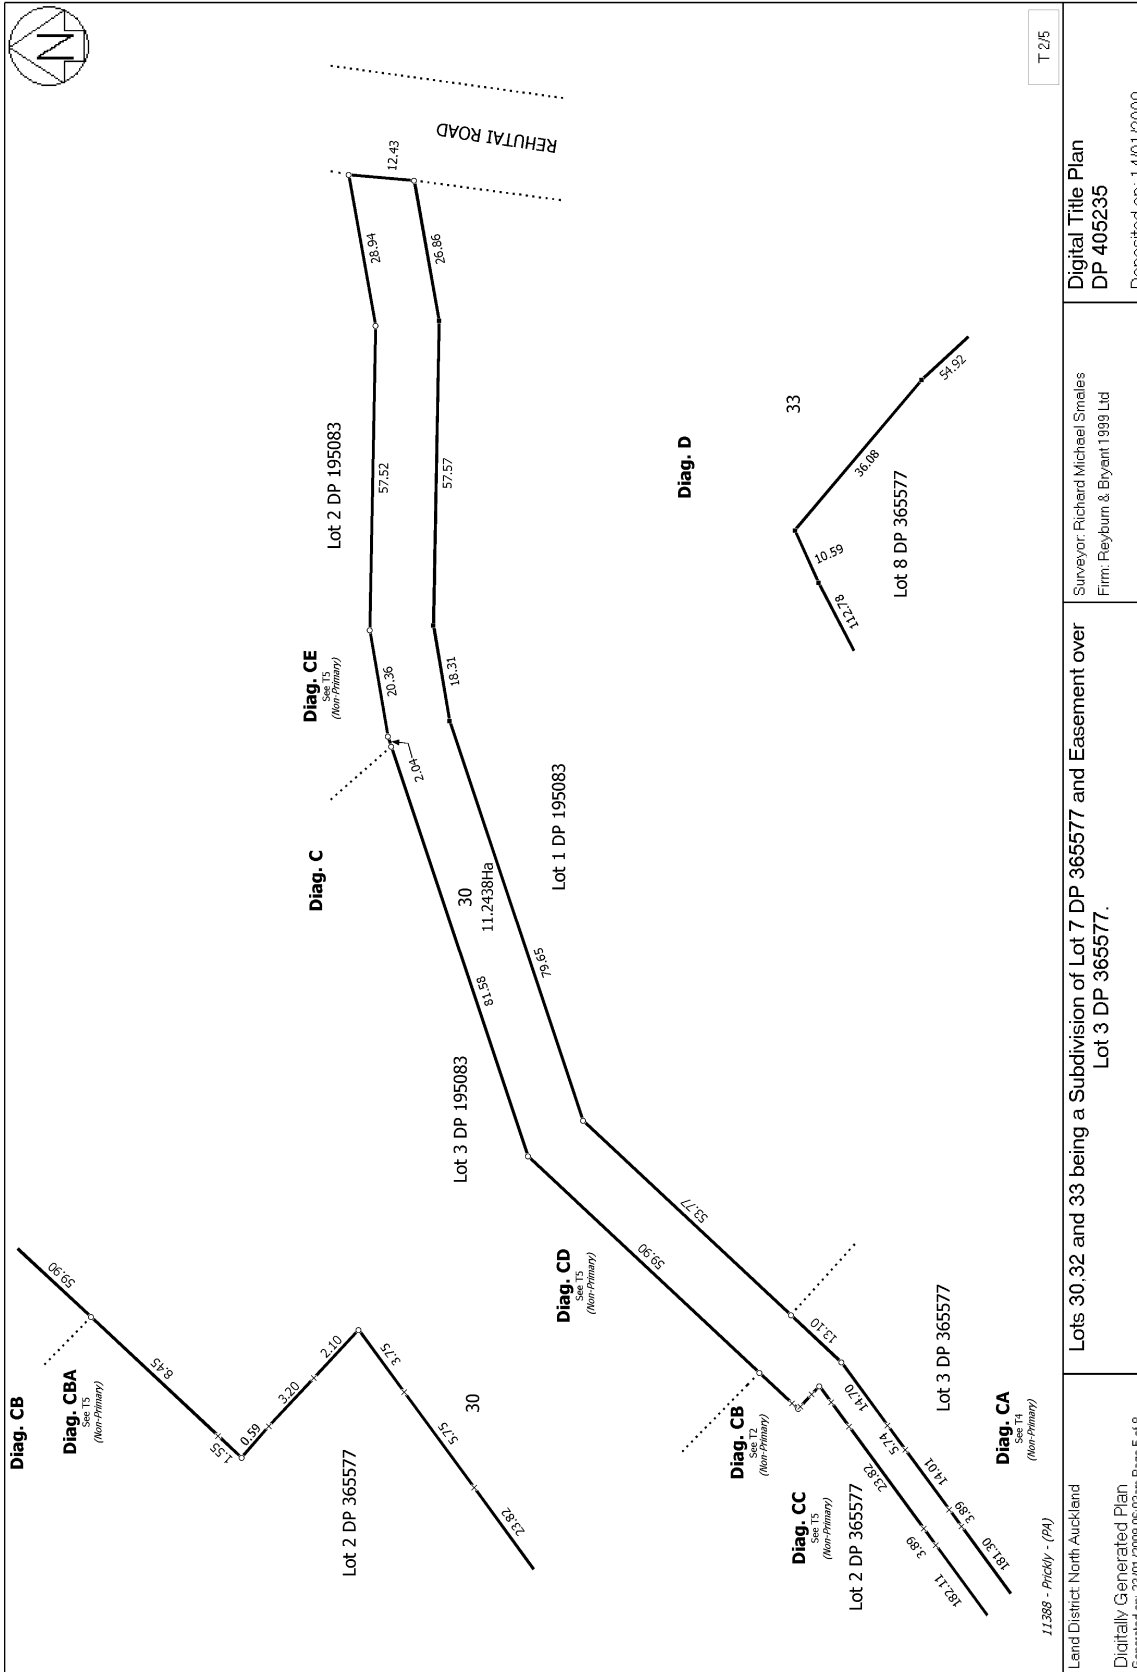 N
REHUTAI ROAD
12.43
28.94
26.86
Lot 2 DP 195083
57.52
57.57
Diag. CE
See T5
(Non-Primary)
20.36
18.31
2.04
Diag. C
30
11.2438Ha
Lot 1 DP 195083
81.58
79.65
Lot 3 DP 195083
Diag. CD
See T5
(Non-Primary)
59.90
53.77
13.10
Diag. CB
See T2
(Non-Primary)
14.70
5.74
14.01
3.89
181.30
23.82
3.89
182.11
Diag. CC
See T5
(Non-Primary)
Lot 2 DP 365577
Lot 3 DP 365577
Diag. CA
See T4
(Non-Primary)
Diag. CB
Diag. CBA
See T5
(Non-Primary)
59.90
8.45
1.55
0.59
3.20
2.10
3.75
5.75
23.82
30
Lot 2 DP 365577
Diag. D
33
54.92
36.08
10.59
112.78
Lot 8 DP 365577
11388 - Prickly - (PA)
T 2/5
Land District: North Auckland
Digitally Generated Plan
Lots 30,32 and 33 being a Subdivision of Lot 7 DP 365577 and Easement over
Lot 3 DP 365577.
Surveyor: Richard Michael Smales
Firm: Reyburn & Bryant 1999 Ltd
Digital Title Plan
DP 405235